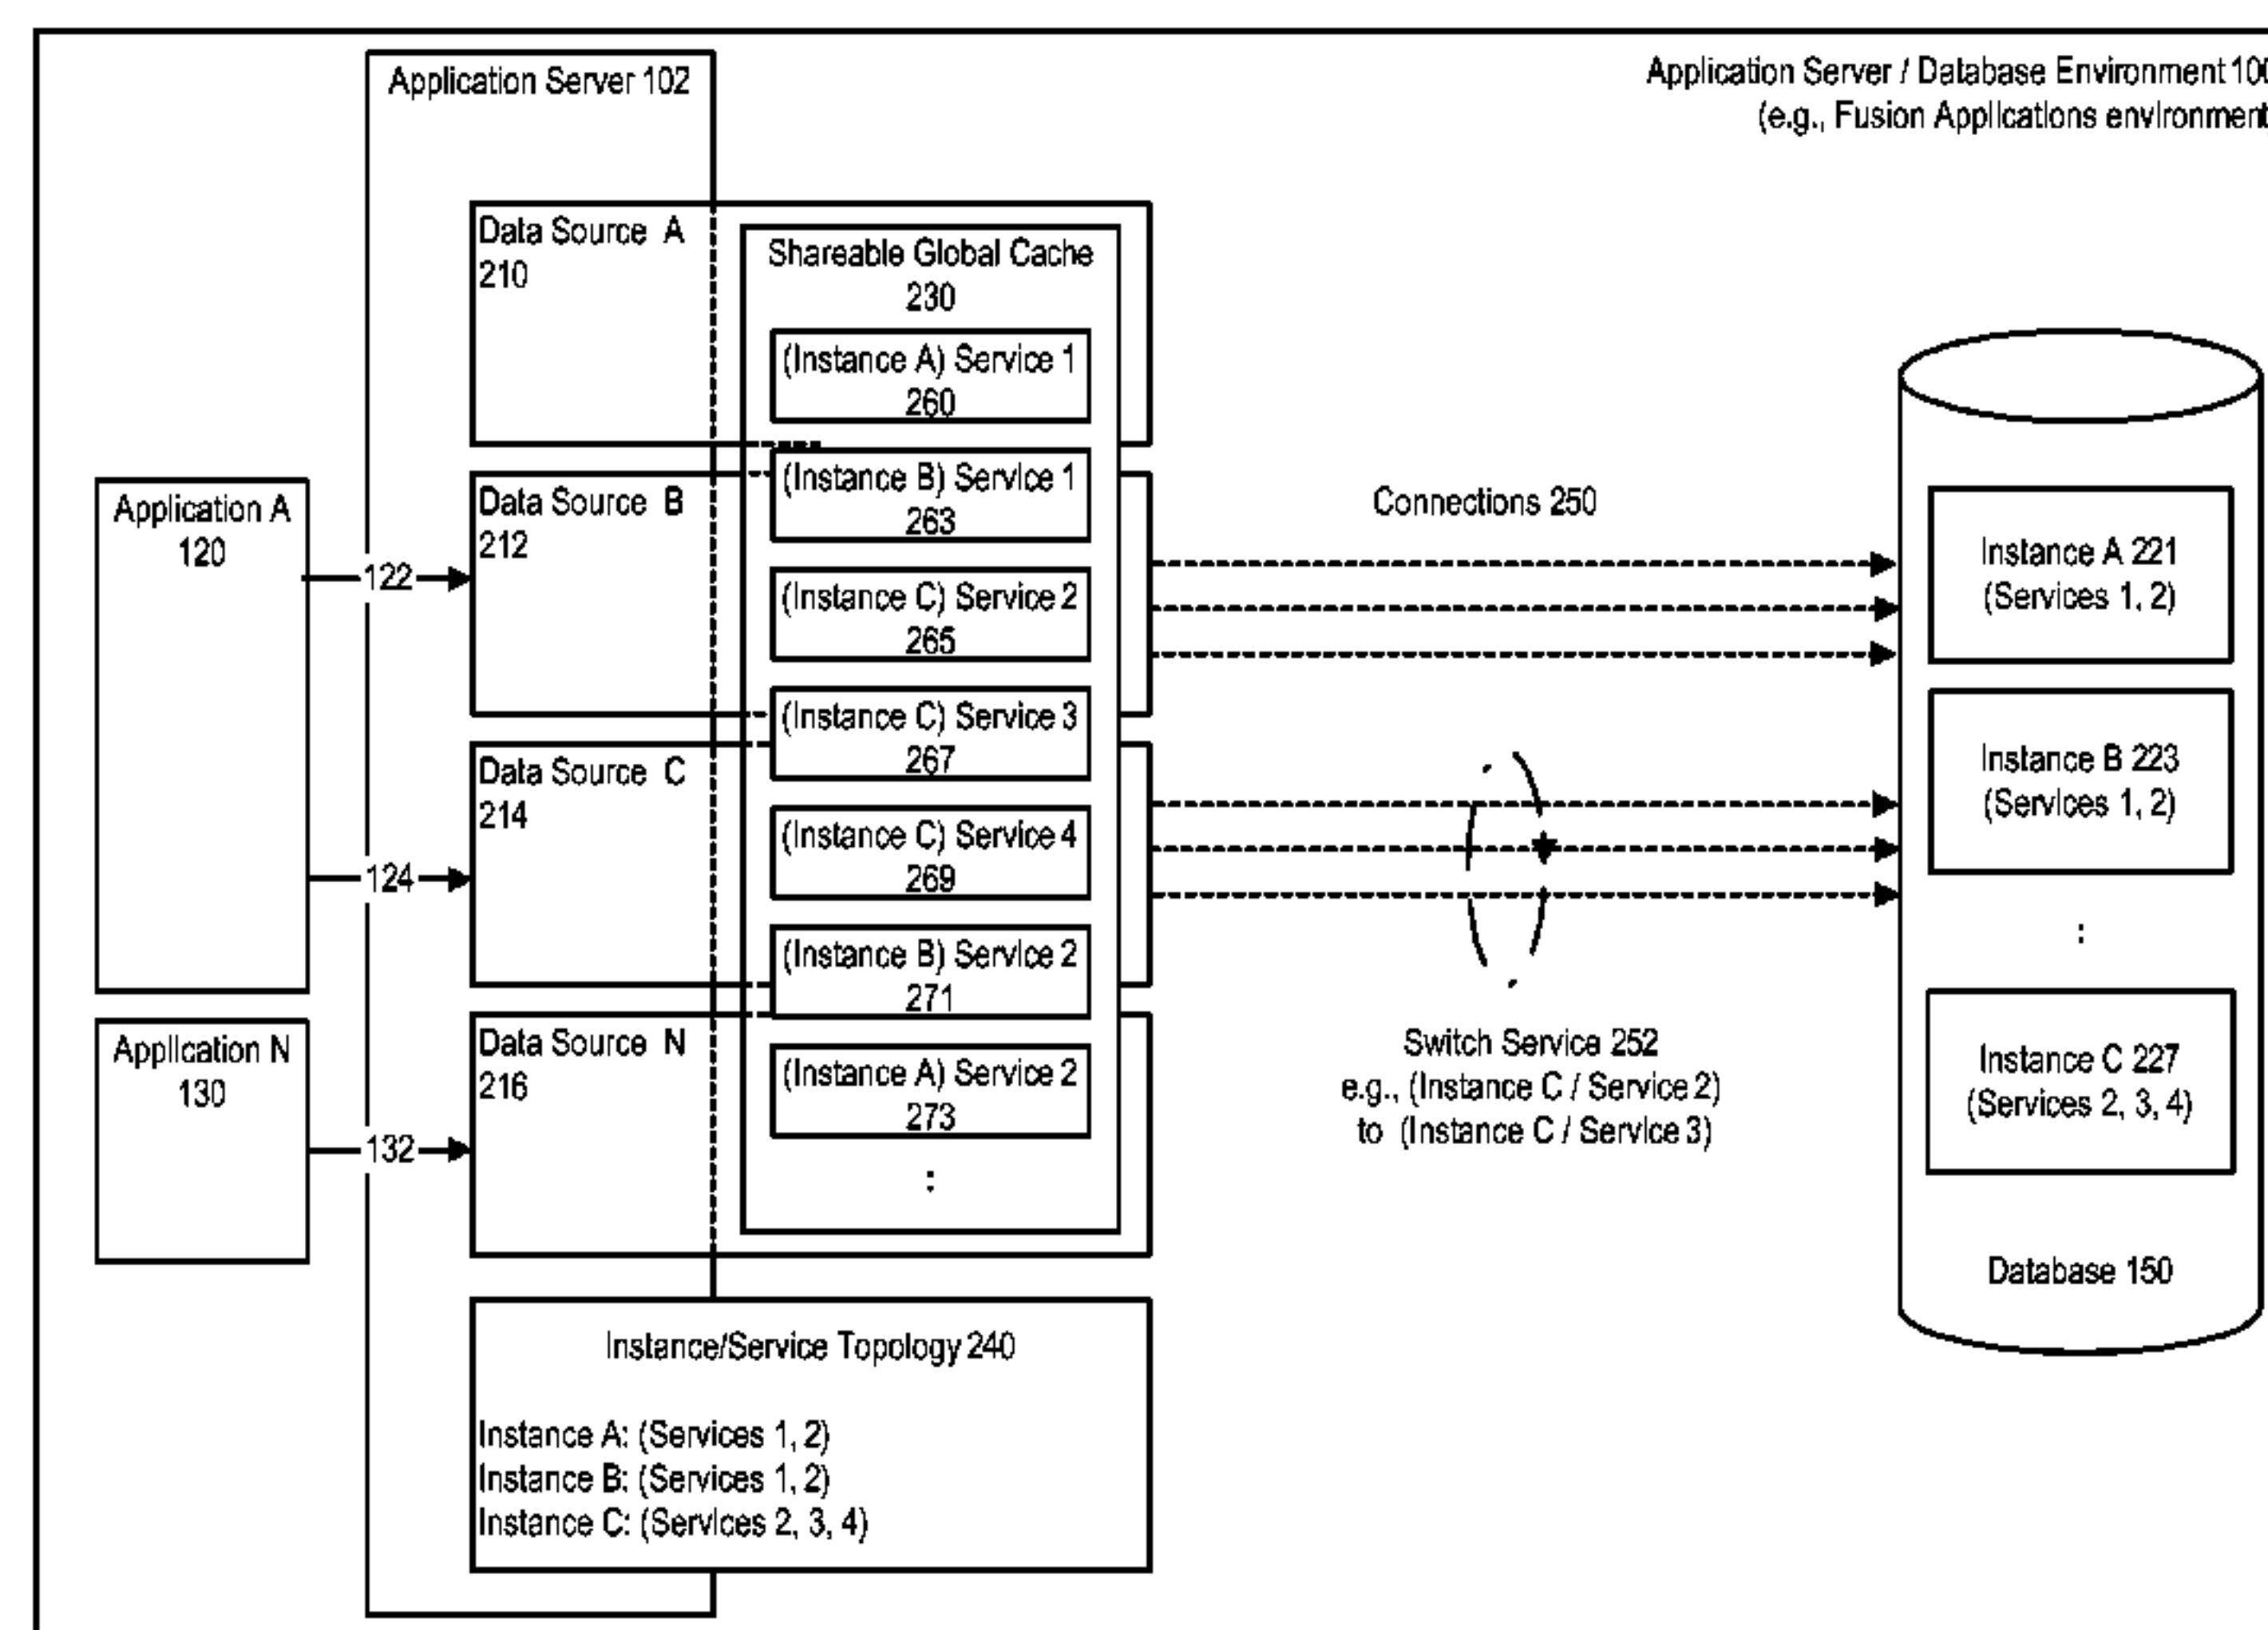 Application Server / Database Environment 100
(e.g., Fusion Applications environment
Application Server 102
Data Source A
210
Shareable Global Cache
230
(Instance A) Service 1
260
(Instance B) Service 1
263
(Instance C) Service 2
265
(Instance C) Service 3
267
(Instance C) Service 4
269
(Instance B) Service 2
271
(Instance A) Service 2
273
:
Data Source B
212
Data Source C
214
Data Source N
216
Application A
120
122
124
Application N
130
132
Connections 250
Switch Service 252
e.g., (Instance C / Service 2)
to (Instance C / Service 3)
Instance A 221
(Services 1, 2)
Instance B 223
(Services 1, 2)
:
Instance C 227
(Services 2, 3, 4)
Database 150
Instance/Service Topology 240
Instance A: (Services 1, 2)
Instance B: (Services 1, 2)
Instance C: (Services 2, 3, 4)